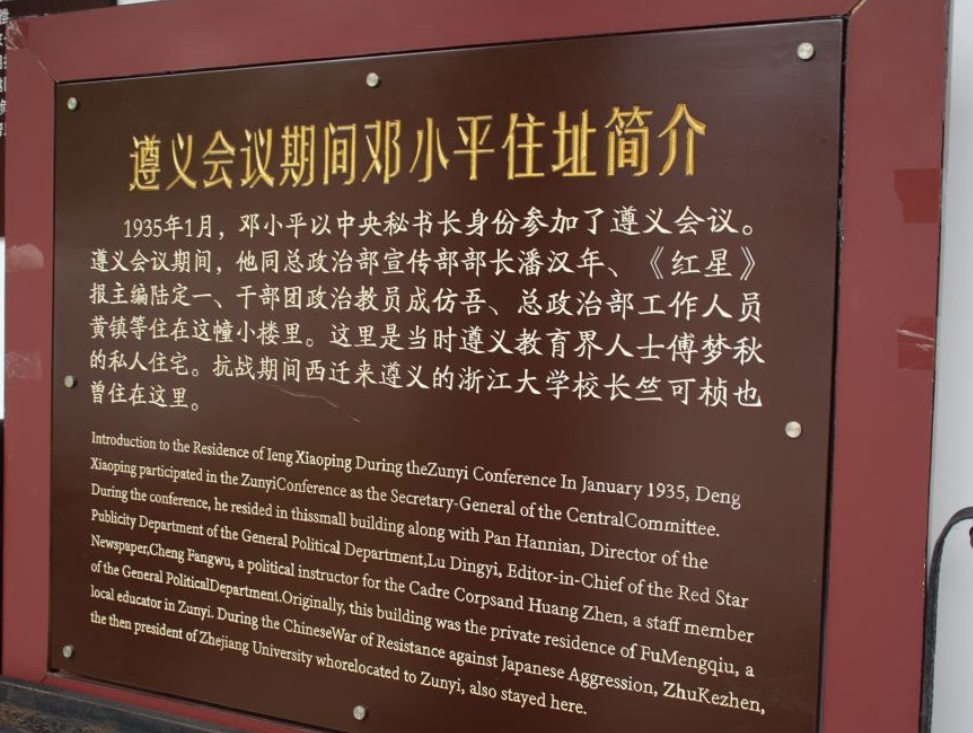 遵义会议期间邓小平住址简介
1935年1月，邓小平以中央秘书长身份参加了遵义会议。
遵义会议期间，他同总政治部宣传部部长潘汉年、《红星》
报主编陆定一、干部团政治教员成仿吾、总政治部工作人员
黄镇等住在这幢小楼里。这里是当时遵义教育界人士傅梦秋
的私人住宅。抗战期间西迁来遵义的浙江大学校长竺可桢也
曾住在这里。
Introduction to the Residence of Ieng Xiaoping During theZunyi Conference In January 1935, Deng
Xiaoping participated in the ZunyiConference as the Secretary-General of the CentralCommittee.
During the conference, he resided in thissmall building along with Pan Hannian, Director of the
Publicity Department of the General Political Department,Lu Dingyi, Editor-in-Chief of the Red Star
Newspaper,Cheng Fangwu, a political instructor for the Cadre Corpsand Huang Zhen, a staff member
of the General PoliticalDepartment.Originally, this building was the private residence of FuMengqiu, a
local educator in Zunyi. During the ChineseWar of Resistance against Japanese Aggression, ZhuKezhen,
the then president of Zhejiang University whorelocated to Zunyi, also stayed here.